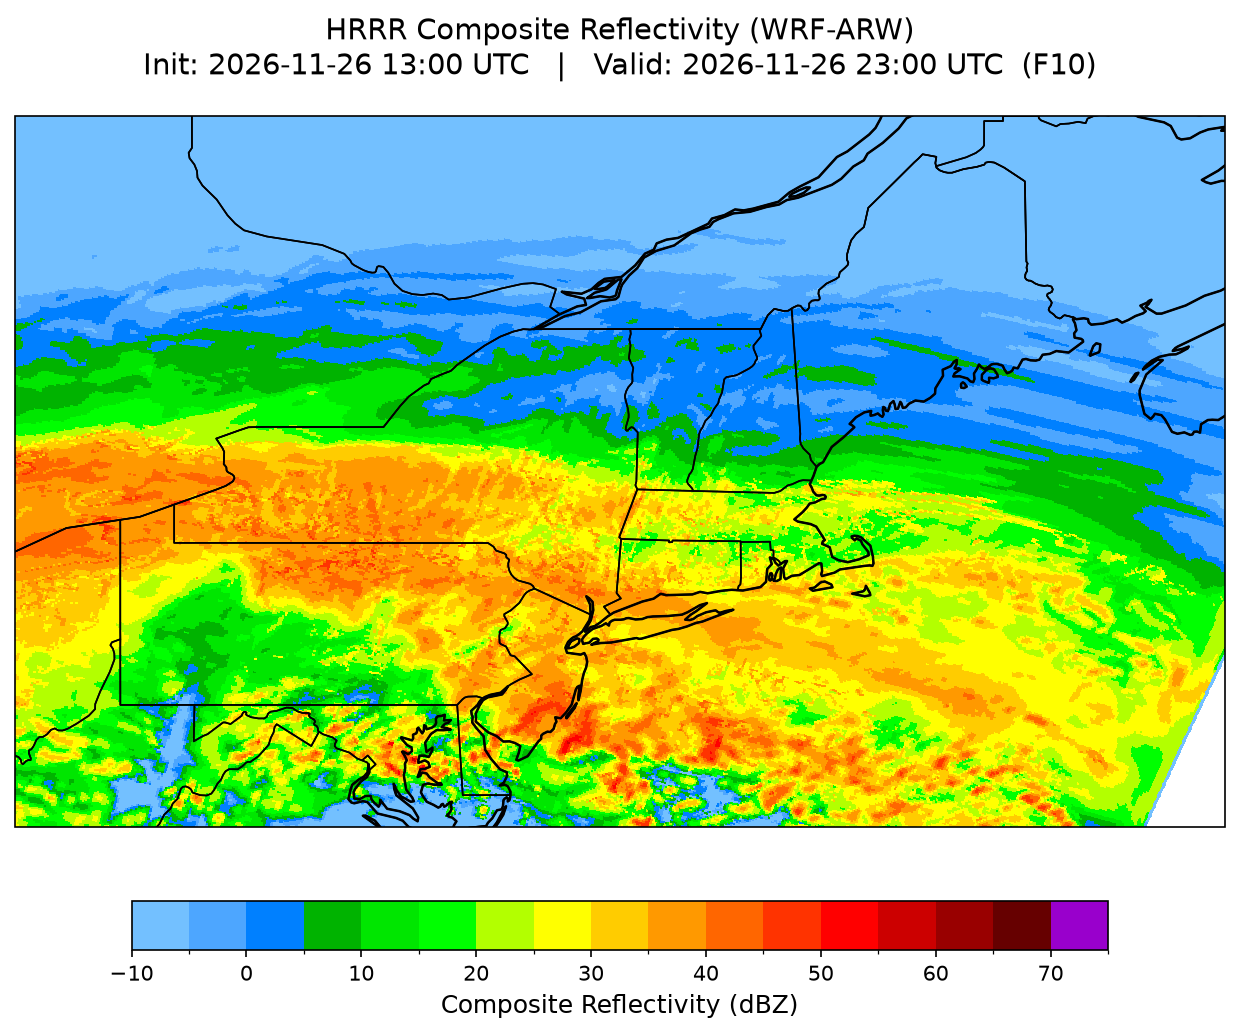 HRRR Composite Reflectivity (WRF-ARW)
Init: 2026-11-26 13:00 UTC | Valid: 2026-11-26 23:00 UTC (F10)
−10 0 10 20 30 40 50 60 70
Composite Reflectivity (dBZ)